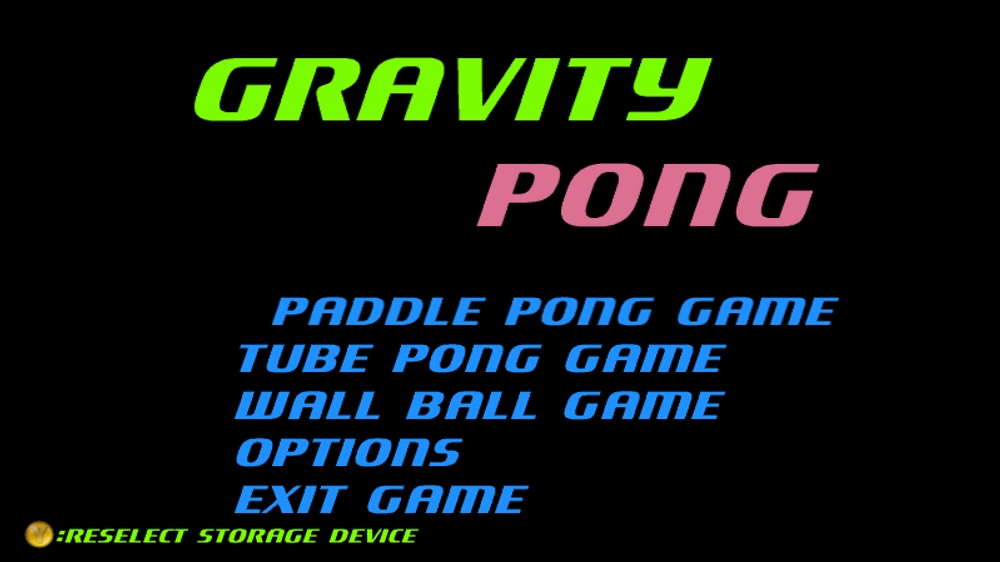 GRAVITY
PONG
PADDLE PONG GAME
TUBE PONG GAME
WALL BALL GAME
OPTIONS
EXIT GAME
Y:RESELECT STORAGE DEVICE